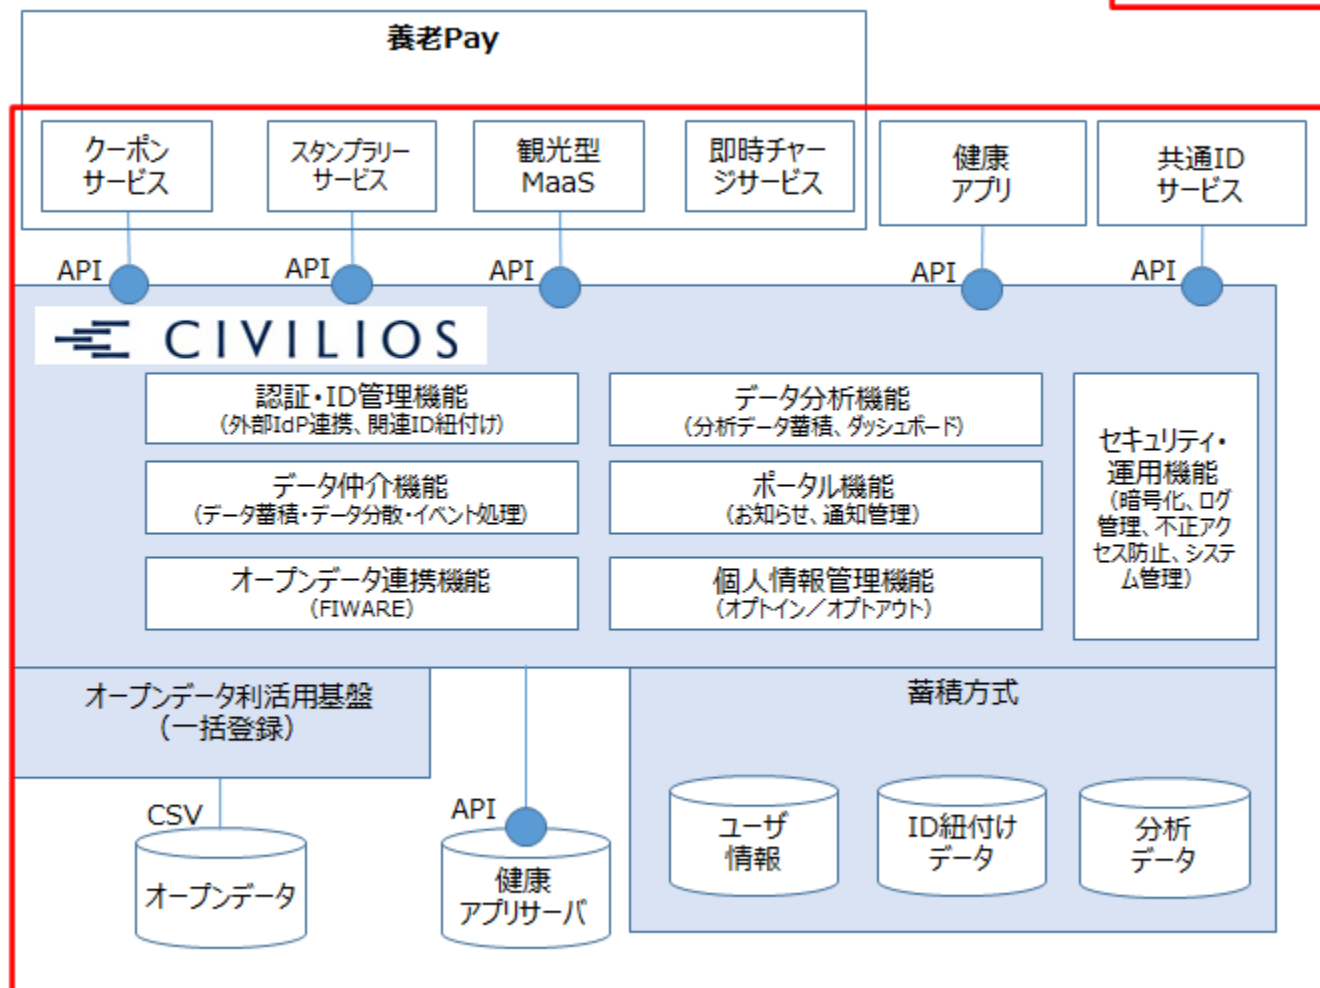 養老Pay
クーポン
サービス
スタンプラリー
サービス
観光型
MaaS
即時チャー
ジサービス
健康
アプリ
共通ID
サービス
API
API
API
API
API
CIVILIOS
認証・ID管理機能
（外部IdP連携、関連ID紐付け）
データ分析機能
（分析データ蓄積、ダッシュボード）
セキュリティ・
運用機能
（暗号化、ログ
管理、不正アク
セス防止、システ
ム管理）
データ仲介機能
（データ蓄積・データ分散・イベント処理）
ポータル機能
（お知らせ、通知管理）
オープンデータ連携機能
（FIWARE）
個人情報管理機能
（オプトイン／オプトアウト）
オープンデータ利活用基盤
（一括登録）
蓄積方式
CSV
API
オープンデータ
健康
アプリサーバ
ユーザ
情報
ID紐付け
データ
分析
データ